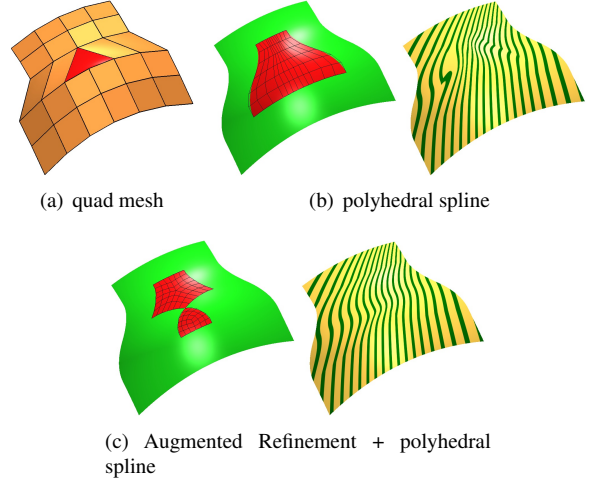 (a) quad mesh
(b) polyhedral spline
(c) Augmented Refinement + polyhedral
spline